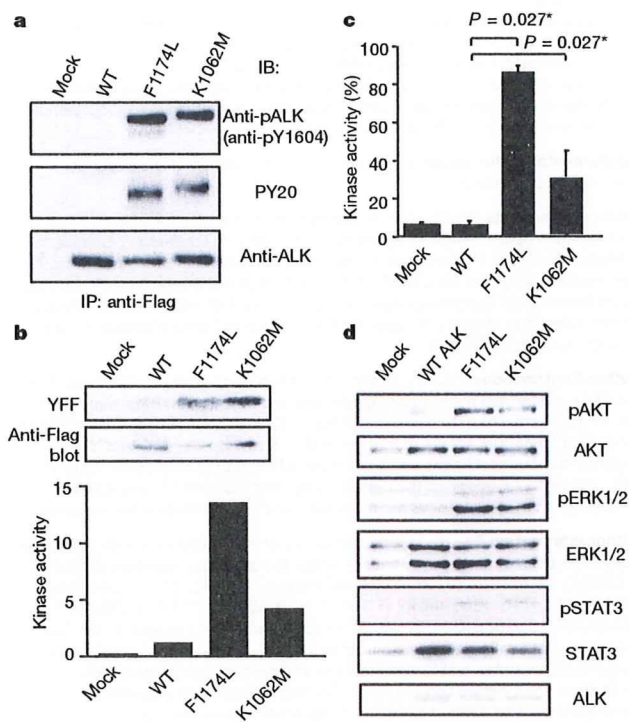 a
Mock WT F1174L K1062M IB:
Anti-pALK
(anti-pY1604)
PY20
Anti-ALK
IP: anti-Flag
b
Mock WT F1174L K1062M
YFF
Anti-Flag
blot
Kinase activity
15
10
5
0
Mock WT F1174L K1062M
c
P = 0.027*
P = 0.027*
Kinase activity (%)
100
80
60
40
20
0
Mock WT F1174L K1062M
d
Mock WT ALK F1174L K1062M
pAKT
AKT
pERK1/2
ERK1/2
pSTAT3
STAT3
ALK